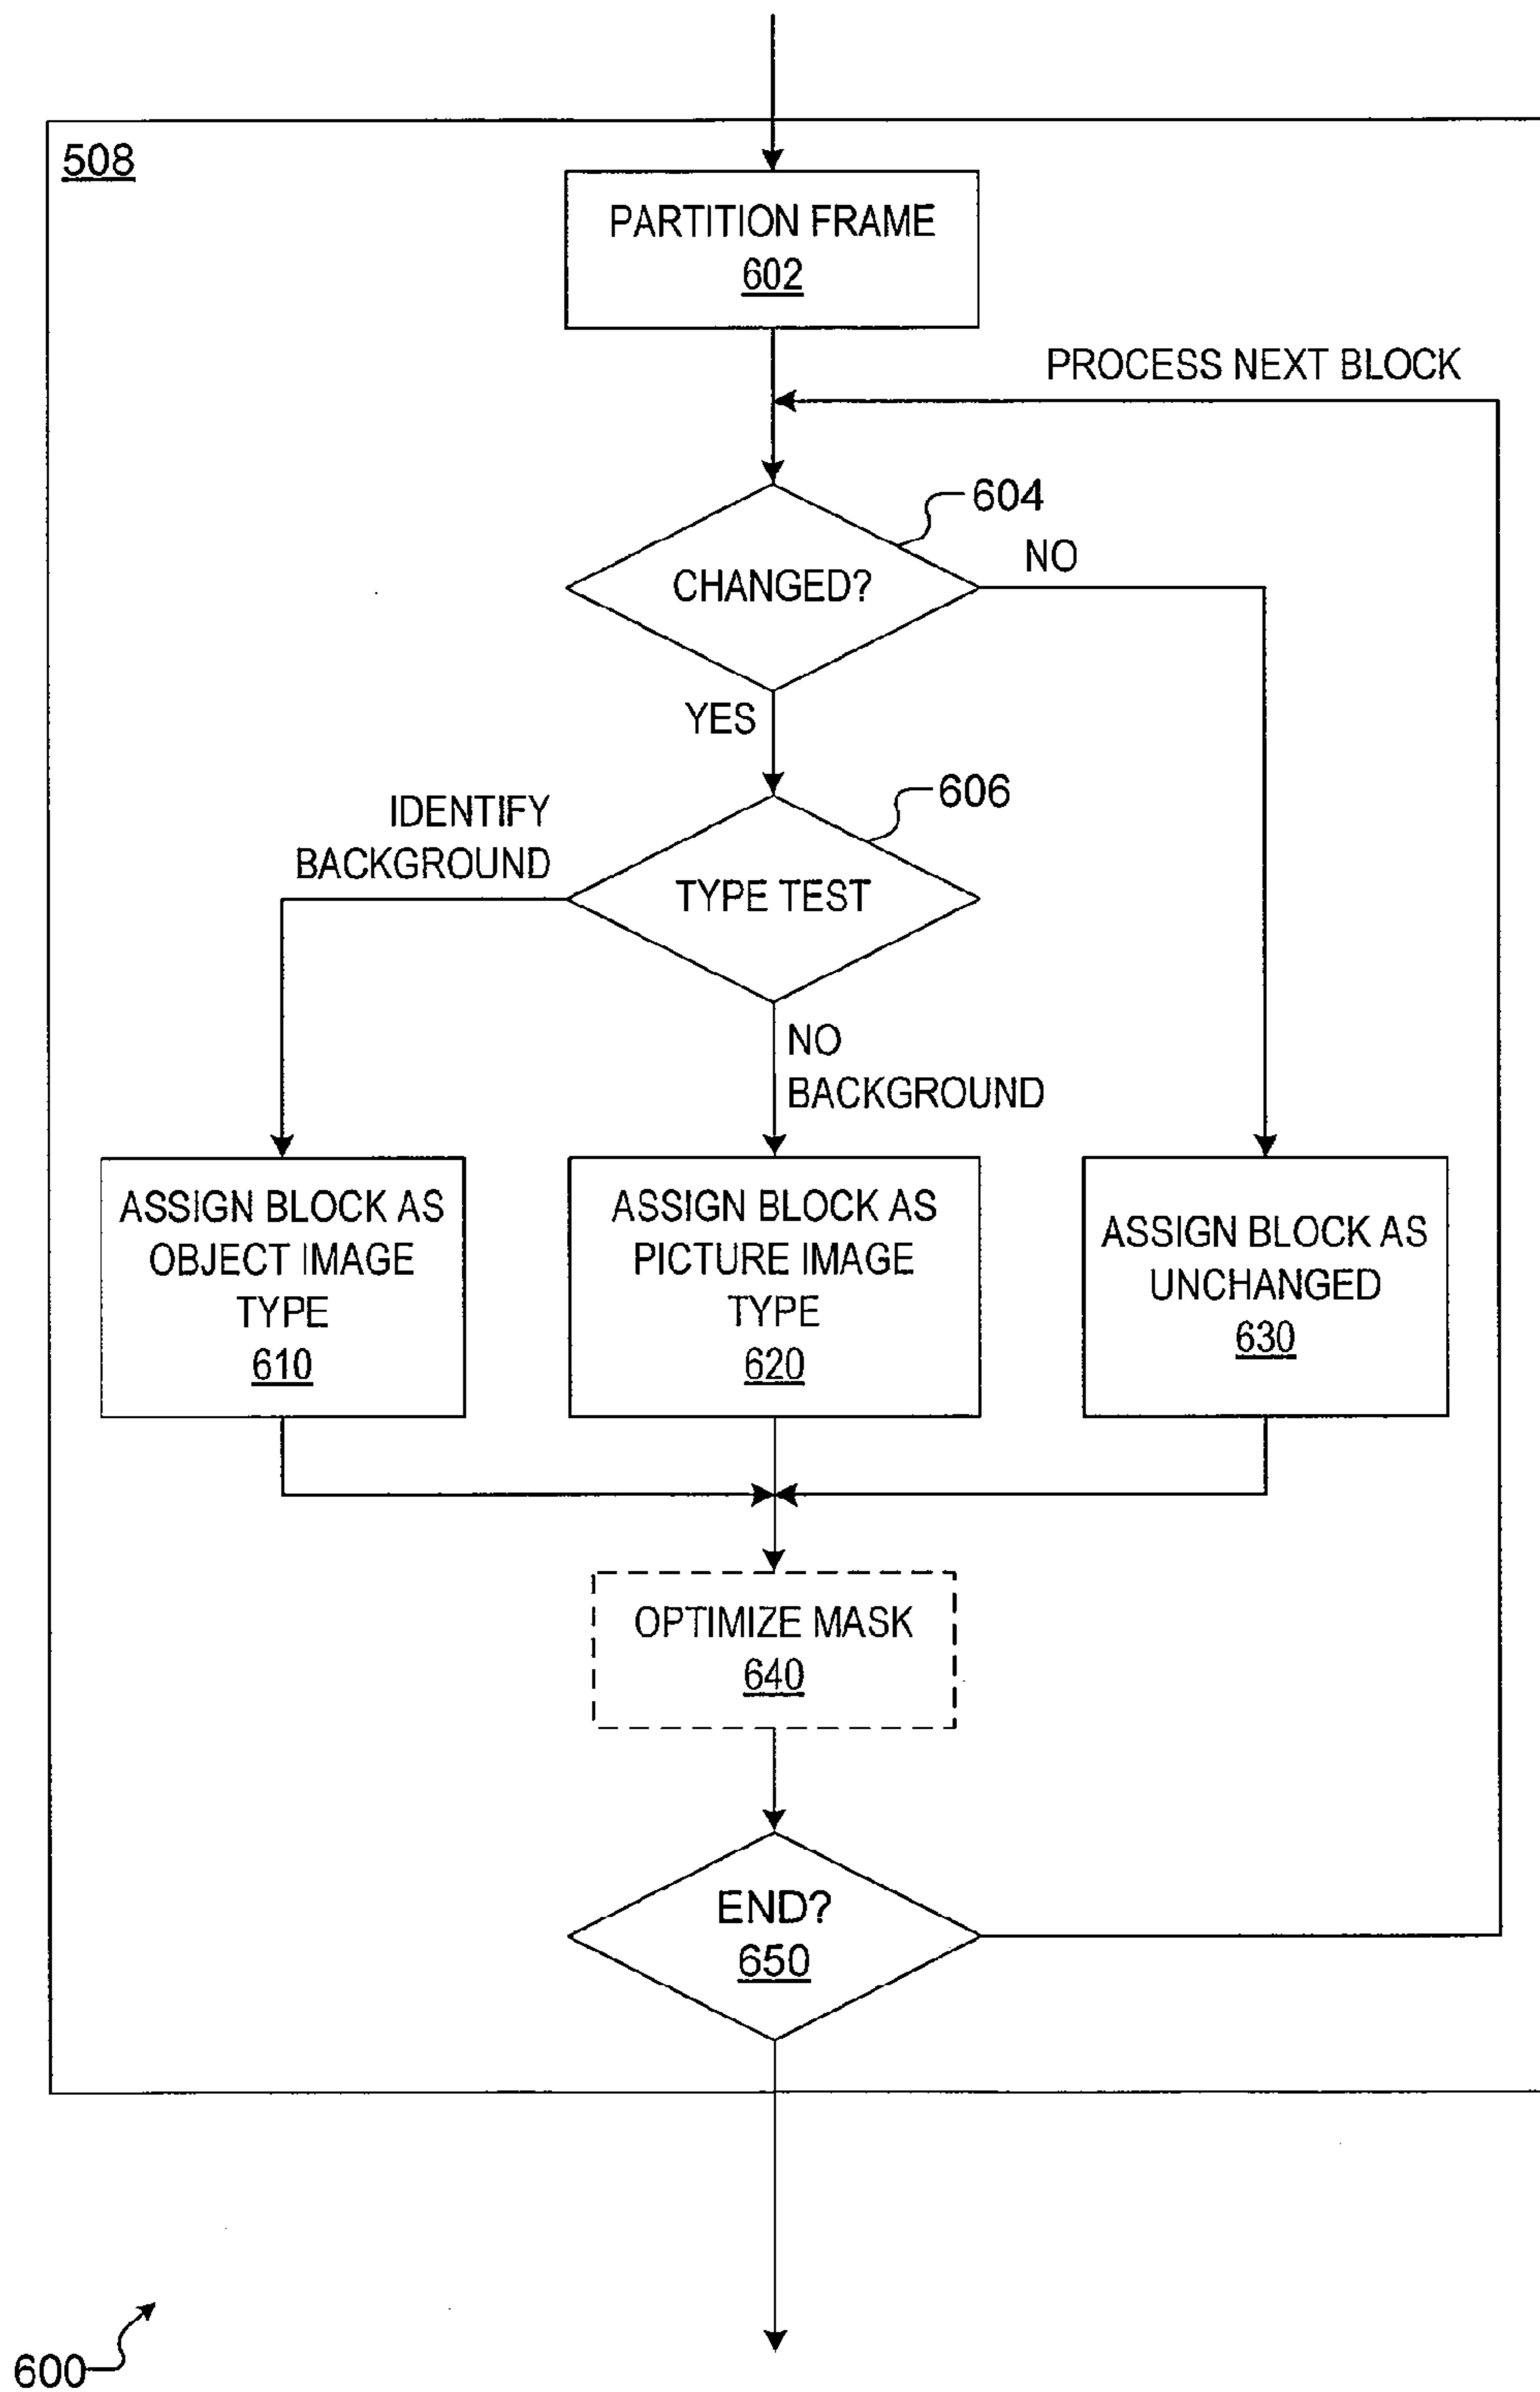 508
PARTITION FRAME
602
PROCESS NEXT BLOCK
604
NO
CHANGED?
YES
606
IDENTIFY
BACKGROUND
TYPE TEST
NO
BACKGROUND
ASSIGN BLOCK AS
OBJECT IMAGE
TYPE
610
ASSIGN BLOCK AS
PICTURE IMAGE
TYPE
620
ASSIGN BLOCK AS
UNCHANGED
630
OPTIMIZE MASK
640
END?
650
600